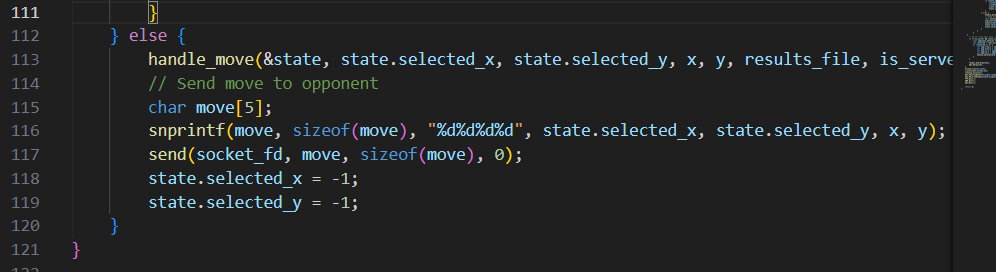 111 }
112 } else {
113 handle_move(&state, state.selected_x, state.selected_y, x, y, results_file, is_serve
114 // Send move to opponent
115 char move[5];
116 snprintf(move, sizeof(move), "%d%d%d%d", state.selected_x, state.selected_y, x, y);
117 send(socket_fd, move, sizeof(move), 0);
118 state.selected_x = -1;
119 state.selected_y = -1;
120 }
121 }